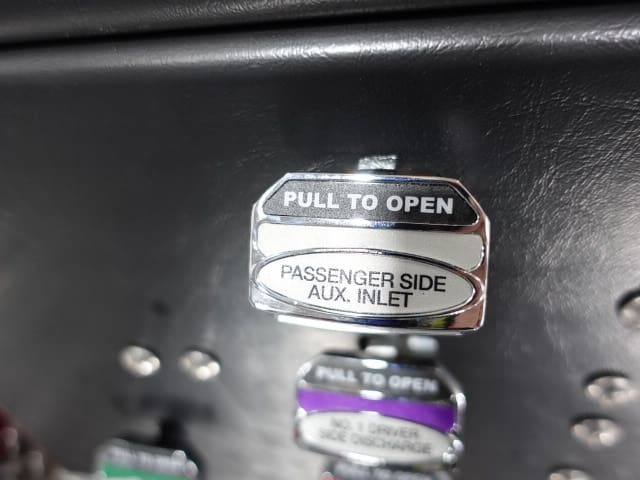 PULL TO OPEN
PASSENGER SIDE
AUX. INLET
PULL TO OPEN
NO. 1 DRIVER
SIDE DISCHARGE